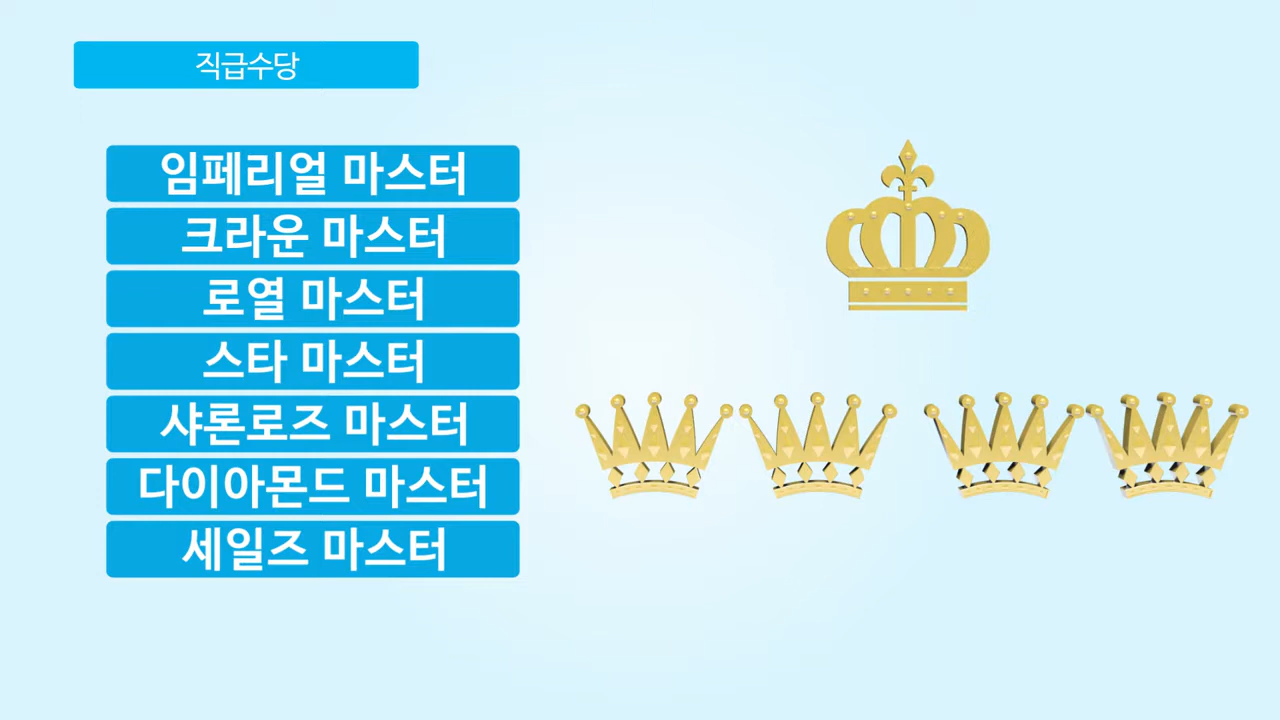 직급수당
임페리얼 마스터
크라운 마스터
로열 마스터
스타 마스터
샤론로즈 마스터
다이아몬드 마스터
세일즈 마스터